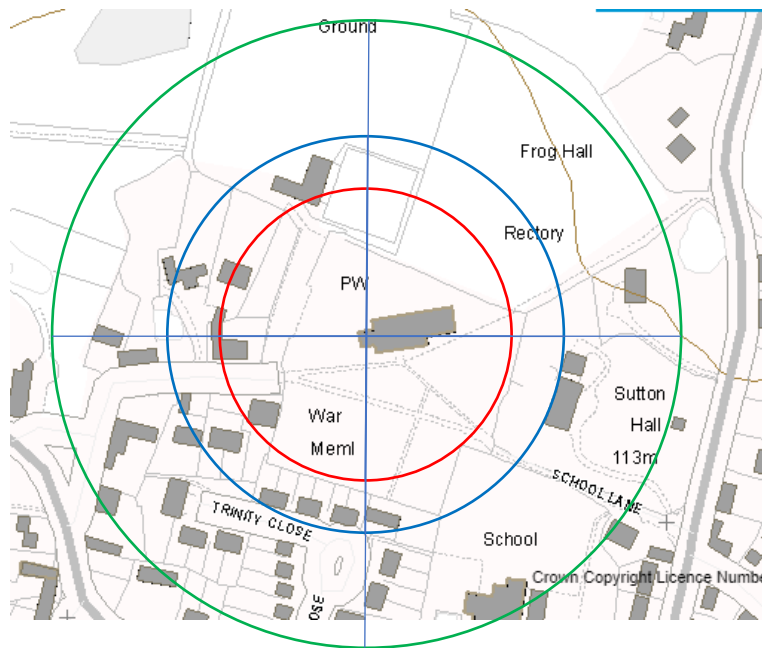 Ground
Frog Hall
Rectory
PW
Sutton
Hall
113m
War
Meml
SCHOOL LANE
TRINITY CLOSE
School
Crown Copyright Licence Numbe
OSE